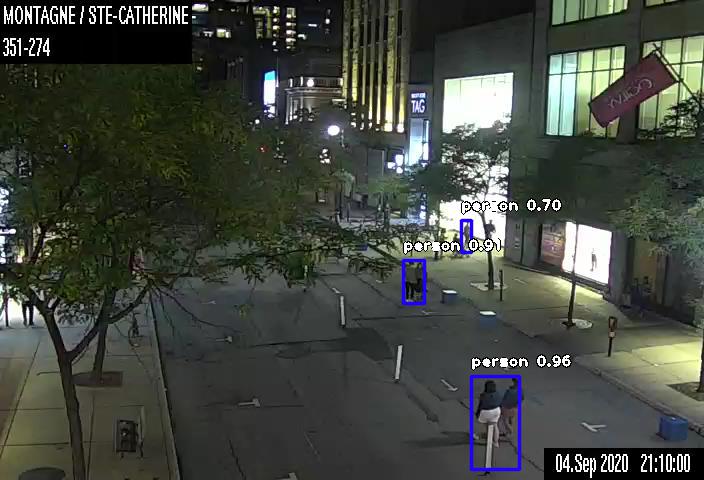 MONTAGNE / STE-CATHERINE
351-274
TAG
OGILVY
person 0.70
person 0.91
person 0.96
04.Sep 2020 21:10:00